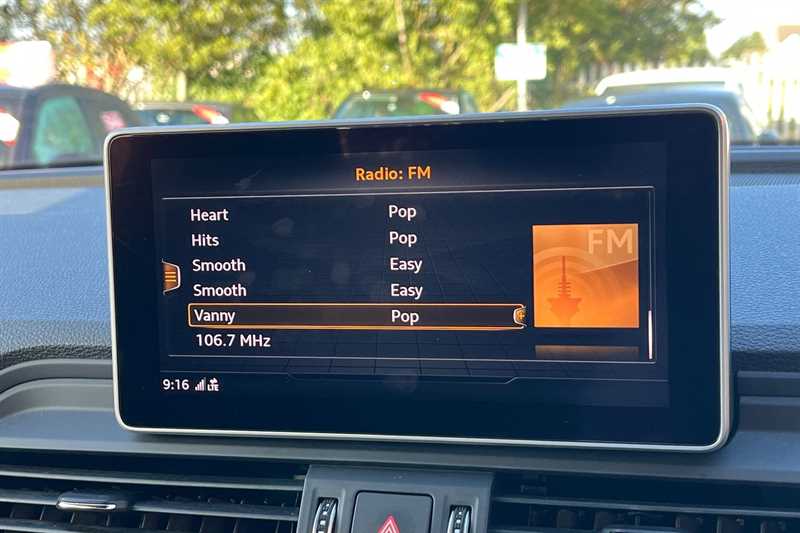 Radio: FM
Heart Pop
Hits Pop
Smooth Easy
Smooth Easy
Vanny Pop
106.7 MHz
FM
9:16 LTE